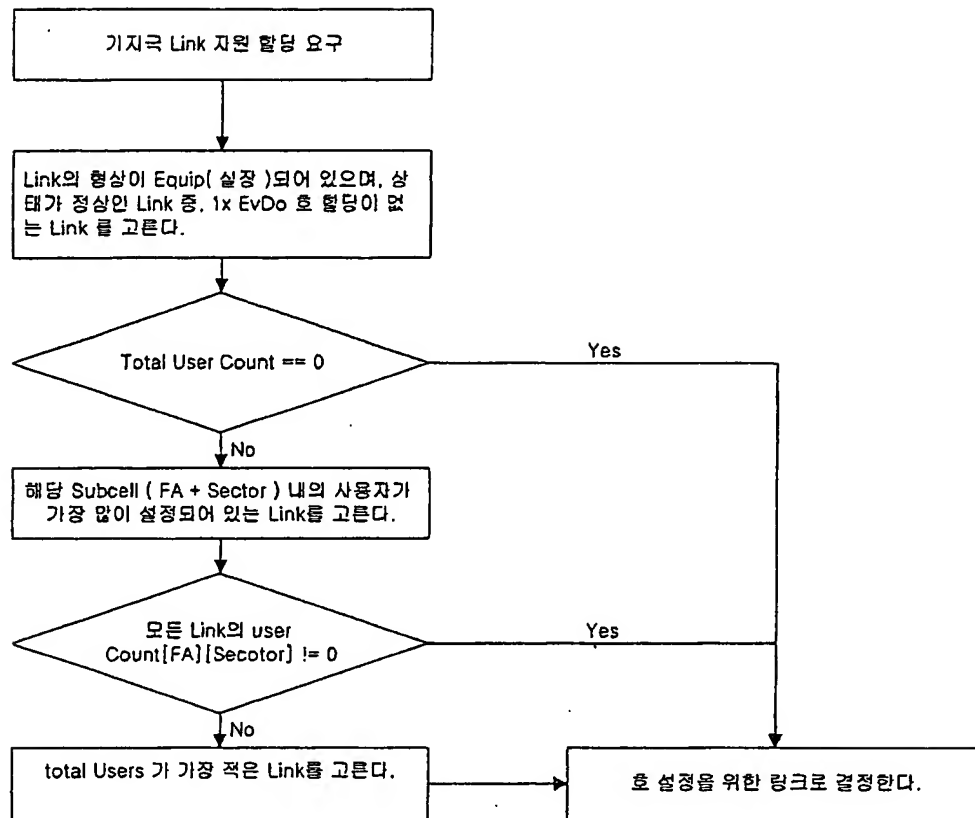 기지국 Link 자원 할당 요구
Link의 형상이 Equip( 실장 )되어 있으며, 상
태가 정상인 Link 중, 1x EvDo 호 할당이 없
는 Link 를 고른다.
Total User Count == 0
Yes
No
해당 Subcell ( FA + Sector ) 내의 사용자가
가장 많이 설정되어 있는 Link를 고른다.
모든 Link의 user
Count[FA][Secotor] != 0
Yes
No
total Users 가 가장 적은 Link를 고른다.
호 설정을 위한 링크로 결정한다.